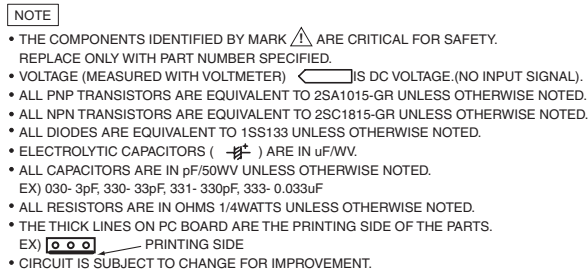 NOTE
• THE COMPONENTS IDENTIFIED BY MARK ⚠ ARE CRITICAL FOR SAFETY.
REPLACE ONLY WITH PART NUMBER SPECIFIED.
• VOLTAGE (MEASURED WITH VOLTMETER) IS DC VOLTAGE.(NO INPUT SIGNAL).
• ALL PNP TRANSISTORS ARE EQUIVALENT TO 2SA1015-GR UNLESS OTHERWISE NOTED.
• ALL NPN TRANSISTORS ARE EQUIVALENT TO 2SC1815-GR UNLESS OTHERWISE NOTED.
• ALL DIODES ARE EQUIVALENT TO 1SS133 UNLESS OTHERWISE NOTED.
• ELECTROLYTIC CAPACITORS ( + ) ARE IN uF/WV.
• ALL CAPACITORS ARE IN pF/50WV UNLESS OTHERWISE NOTED.
EX) 030- 3pF, 330- 33pF, 331- 330pF, 333- 0.033uF
• ALL RESISTORS ARE IN OHMS 1/4WATTS UNLESS OTHERWISE NOTED.
• THE THICK LINES ON PC BOARD ARE THE PRINTING SIDE OF THE PARTS.
EX) PRINTING SIDE
• CIRCUIT IS SUBJECT TO CHANGE FOR IMPROVEMENT.